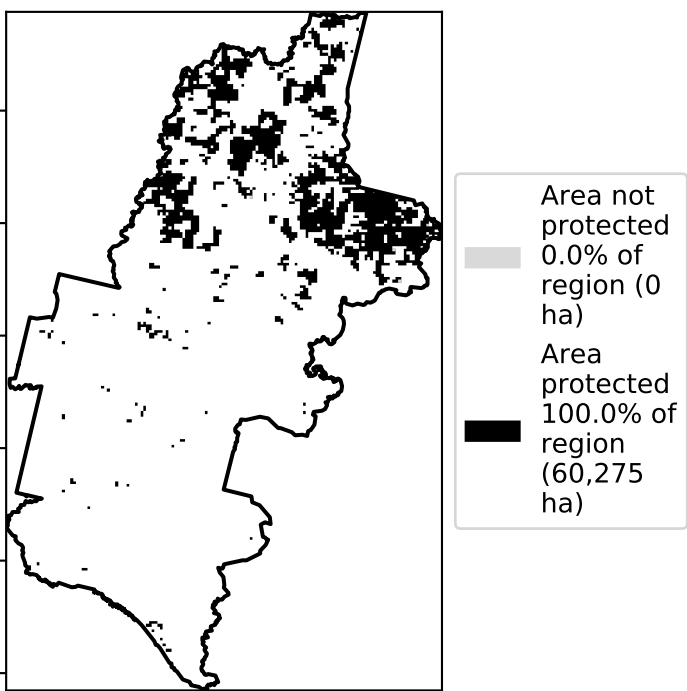 Area not
protected
0.0% of
region (0
ha)
Area
protected
100.0% of
region
(60,275
ha)